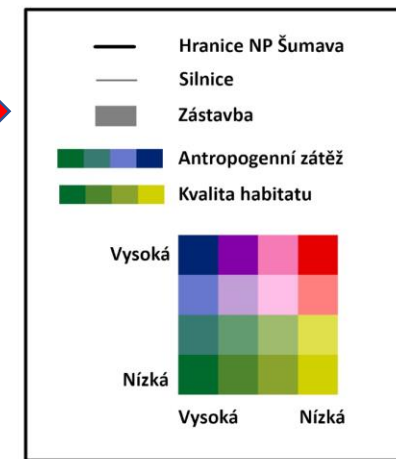 Hranice NP Šumava
Silnice
Zástavba
Antropogenní zátěž
Kvalita habitatu
Vysoká
Nízká
Vysoká Nízká